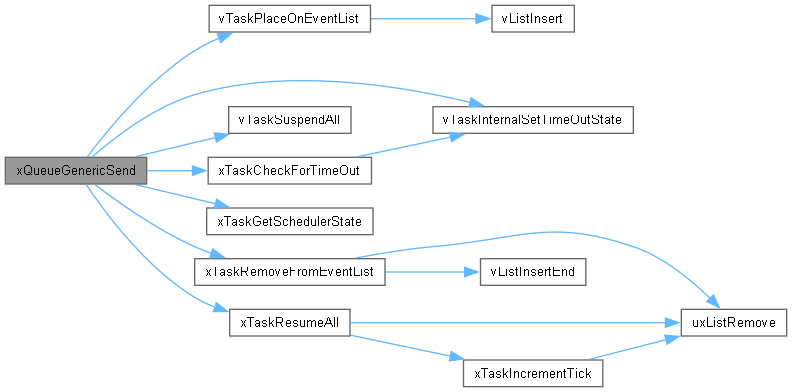 vTaskPlaceOnEventList
vListInsert
vTaskSuspendAll
vTaskInternalSetTimeOutState
xQueueGenericSend
xTaskCheckForTimeOut
xTaskGetSchedulerState
xTaskRemoveFromEventList
vListInsertEnd
xTaskResumeAll
uxListRemove
xTaskIncrementTick